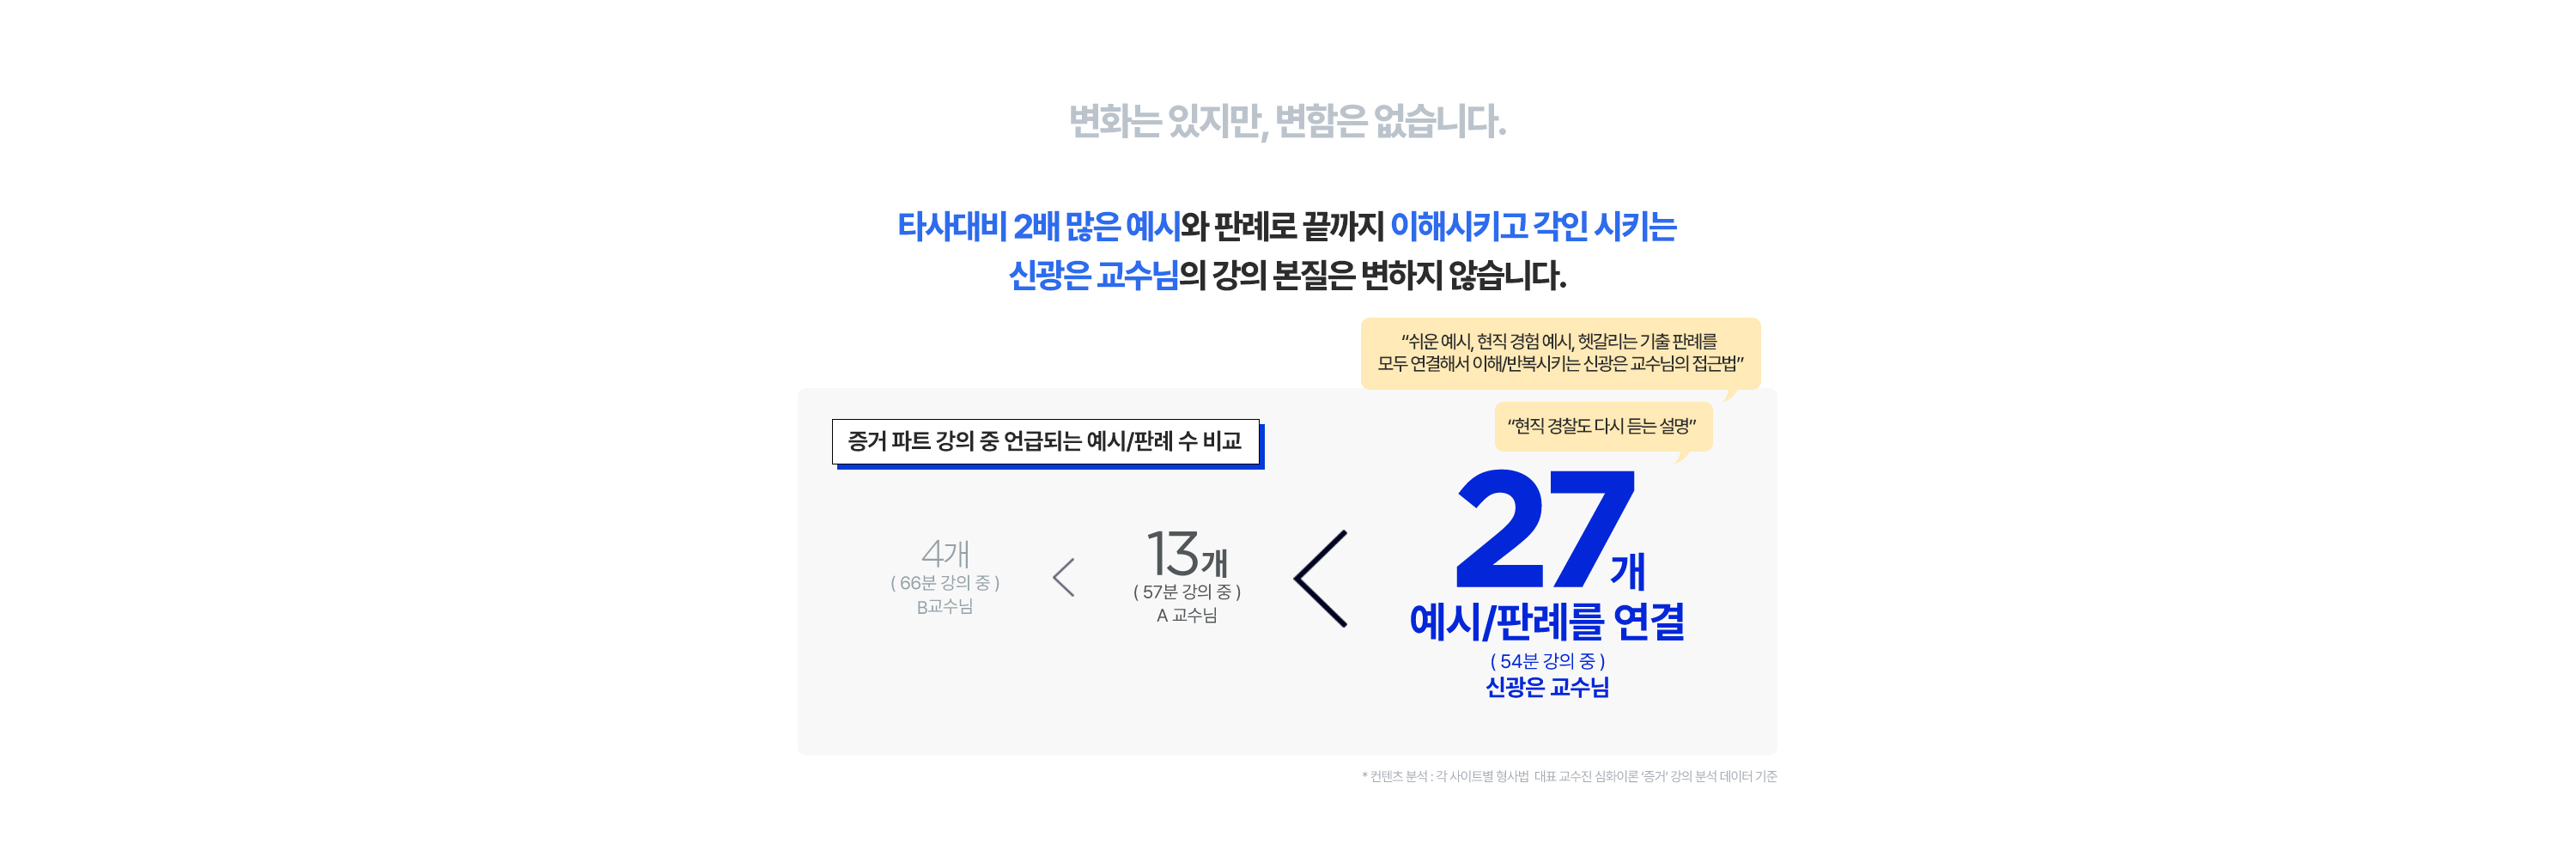 변화는 있지만, 변함은 없습니다.
타사대비 2배 많은 예시와 판례로 끝까지 이해시키고 각인 시키는
신광은 교수님의 강의 본질은 변하지 않습니다.
“쉬운 예시, 현직 경험 예시, 헷갈리는 기출 판례를
모두 연결해서 이해/반복시키는 신광은 교수님의 접근법”
“현직 경찰도 다시 듣는 설명”
증거 파트 강의 중 언급되는 예시/판례 수 비교
4개
( 66분 강의 중 )
B교수님
13개
( 57분 강의 중 )
A 교수님
27개
예시/판례를 연결
( 54분 강의 중 )
신광은 교수님
* 컨텐츠 분석 : 각 사이트별 형사법 대표 교수진 심화이론 ‘증거’ 강의 분석 데이터 기준